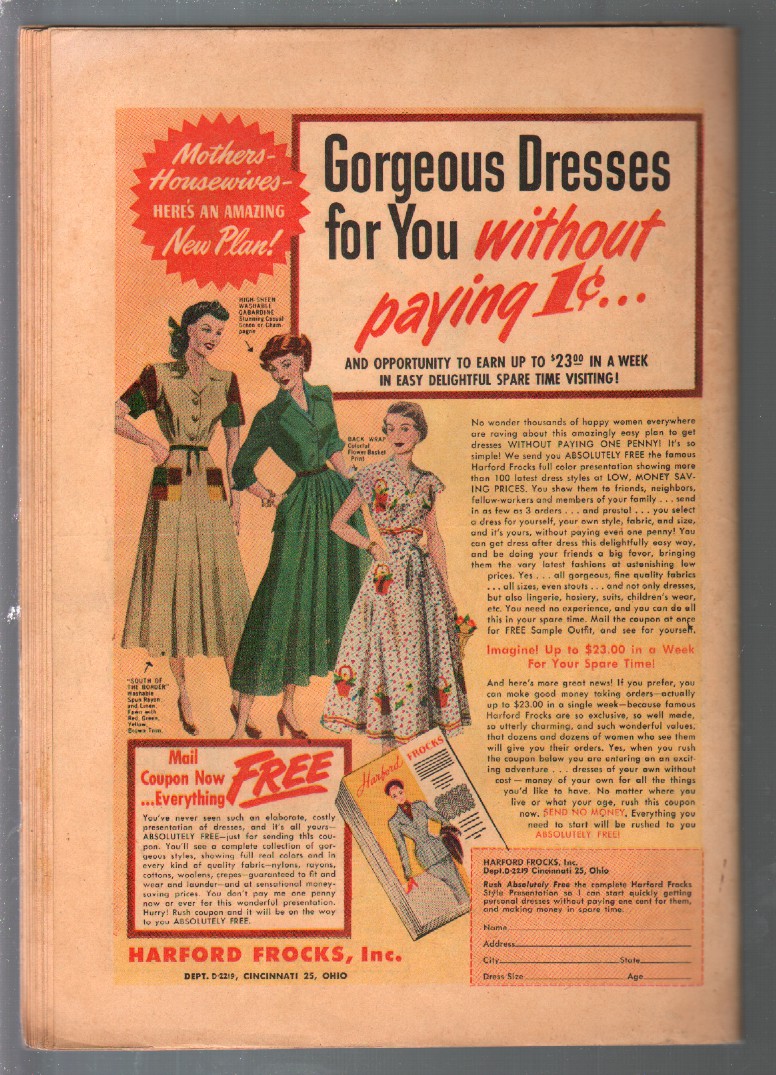 Mothers-
Housewives-
HERE'S AN AMAZING
New Plan!
Gorgeous Dresses
for You without
paying 1¢...
AND OPPORTUNITY TO EARN UP TO $23.00 IN A WEEK
IN EASY DELIGHTFUL SPARE TIME VISITING!
HIGH SHEEN
WASHABLE
GABARDINE
Stunning Casual
Green or Cham-
pagne
BACK WRAP
Colorful
Flower Basket
Print
"SOUTH OF
THE BORDER"
Washable
Spun Rayon
and Linen.
Fawn with
Red, Green,
Yellow,
Brown Trim.
No wonder thousands of happy women everywhere
are raving about this amazingly easy plan to get
dresses WITHOUT PAYING ONE PENNY! It's so
simple! We send you ABSOLUTELY FREE the famous
Harford Frocks full color presentation showing more
than 100 latest dress styles at LOW, MONEY SAV-
ING PRICES. You show them to friends, neighbors,
fellow-workers and members of your family . . . send
in as few as 3 orders . . . and presto! . . . you select
a dress for yourself, your own style, fabric, and size,
and it's yours, without paying even one penny! You
can get dress after dress this delightfully easy way,
and be doing your friends a big favor, bringing
them the very latest fashions at astonishing low
prices. Yes . . . all gorgeous, fine quality fabrics
. . . all sizes, even stouts . . . and not only dresses,
but also lingerie, hosiery, suits, children's wear,
etc. You need no experience, and you can do all
this in your spare time. Mail the coupon at once
for FREE Sample Outfit, and see for yourself.
Imagine! Up to $23.00 in a Week
For Your Spare Time!
And here's more great news! If you prefer, you
can make good money taking orders—actually
up to $23.00 in a single week—because famous
Harford Frocks are so exclusive, so well made,
so utterly charming, and such wonderful values,
that dozens and dozens of women who see them
will give you their orders. Yes, when you rush
the coupon below you are entering on an excit-
ing adventure . . . dresses of your own without
cost — money of your own for all the things
you'd like to have. No matter where you
live or what your age, rush this coupon
now. SEND NO MONEY. Everything you
need to start will be rushed to you
ABSOLUTELY FREE!
Mail
Coupon Now
...Everything FREE
You've never seen such an elaborate, costly
presentation of dresses, and it's all yours—
ABSOLUTELY FREE—just for sending this cou-
pon. You'll see a complete collection of gor-
geous styles, showing full real colors and in
every kind of quality fabric—nylons, rayons,
cottons, woolens, crepes—guaranteed to fit and
wear and launder—and at sensational money-
saving prices. You don't pay me one penny
now or ever for this wonderful presentation.
Hurry! Rush coupon and it will be on the way
to you ABSOLUTELY FREE.
Harford FROCKS
HARFORD FROCKS, Inc.
DEPT. D-2219, CINCINNATI 25, OHIO
HARFORD FROCKS, Inc.
Dept. D-2219 Cincinnati 25, Ohio
Rush Absolutely Free the complete Harford Frocks
Style Presentation so I can start quickly getting
personal dresses without paying one cent for them,
and making money in spare time.
Name
Address
City State
Dress Size Age